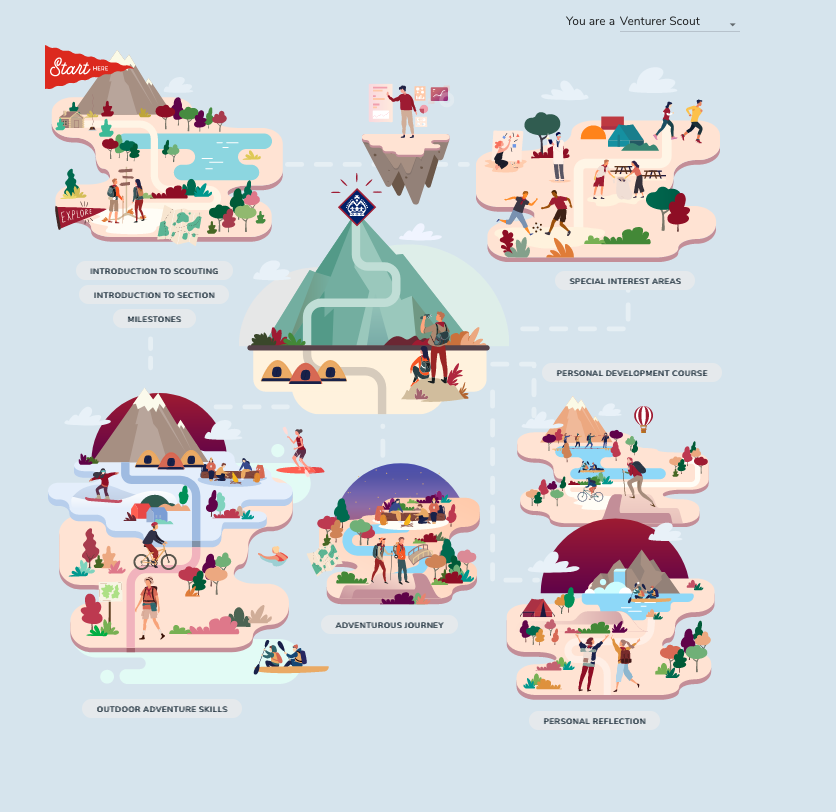 You are a Venturer Scout
Start HERE
EXPLORE
INTRODUCTION TO SCOUTING
INTRODUCTION TO SECTION
MILESTONES
SPECIAL INTEREST AREAS
PERSONAL DEVELOPMENT COURSE
ADVENTUROUS JOURNEY
OUTDOOR ADVENTURE SKILLS
PERSONAL REFLECTION